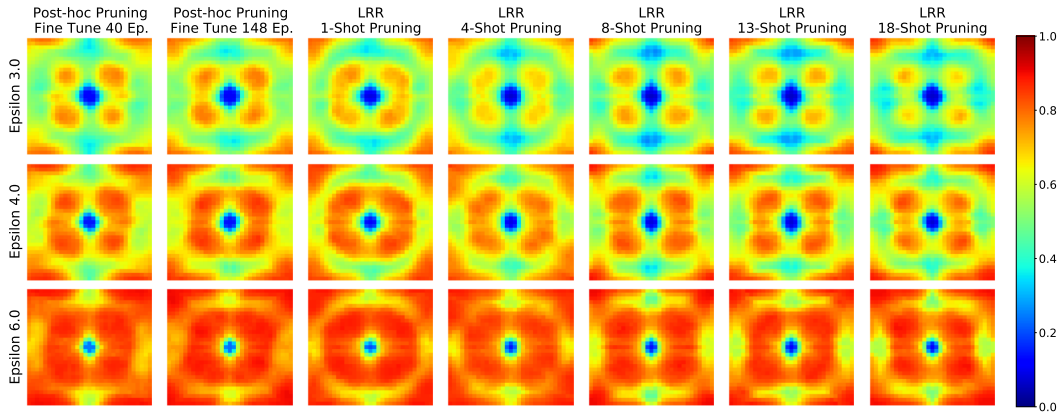 Post-hoc Pruning
Fine Tune 40 Ep.
Post-hoc Pruning
Fine Tune 148 Ep.
LRR
1-Shot Pruning
LRR
4-Shot Pruning
LRR
8-Shot Pruning
LRR
13-Shot Pruning
LRR
18-Shot Pruning
Epsilon 3.0
Epsilon 4.0
Epsilon 6.0
1.0
0.8
0.6
0.4
0.2
0.0